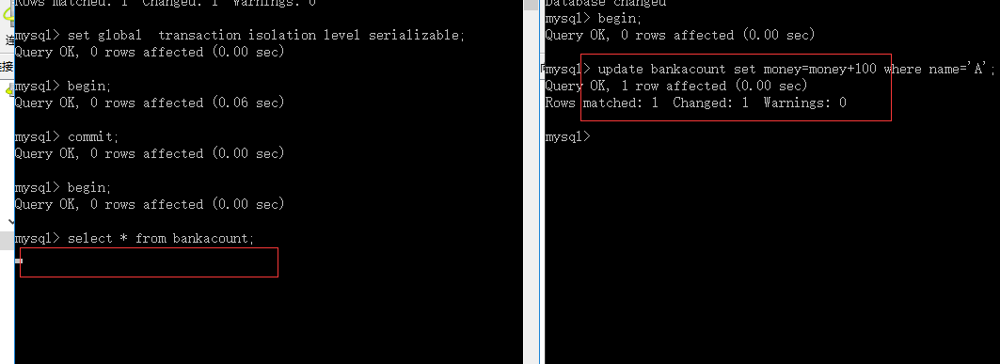 Rows matched: 1  Changed: 1  Warnings: 0
mysql> set global  transaction isolation level serializable;
Query OK, 0 rows affected (0.00 sec)
mysql> begin;
Query OK, 0 rows affected (0.06 sec)
mysql> commit;
Query OK, 0 rows affected (0.00 sec)
mysql> begin;
Query OK, 0 rows affected (0.00 sec)
mysql> select * from bankacount;
Database changed
mysql> begin;
Query OK, 0 rows affected (0.00 sec)
mysql> update bankacount set money=money+100 where name='A';
Query OK, 1 row affected (0.00 sec)
Rows matched: 1  Changed: 1  Warnings: 0
mysql>